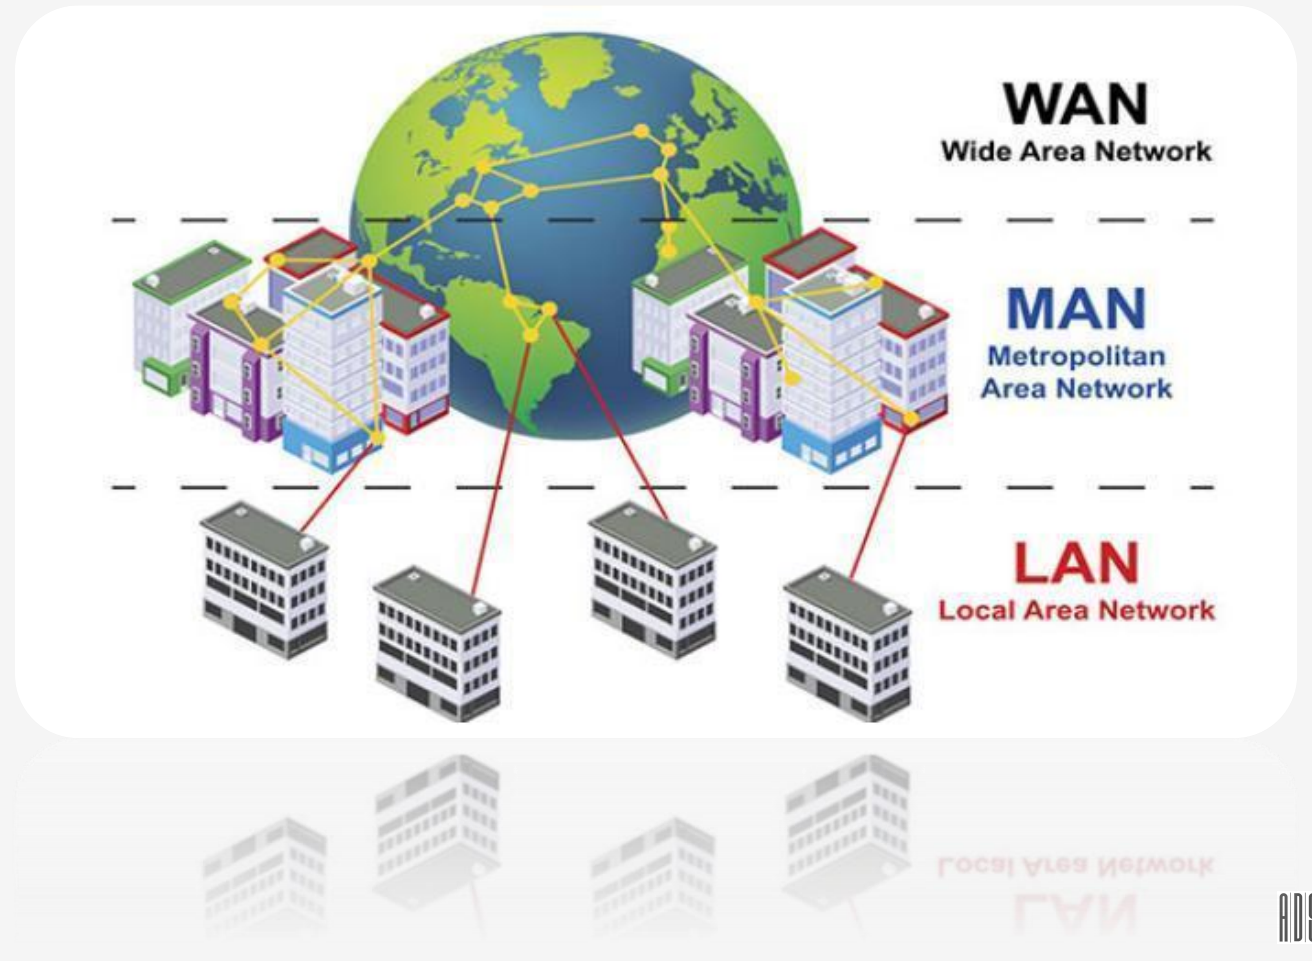 WAN
Wide Area Network
MAN
Metropolitan
Area Network
LAN
Local Area Network